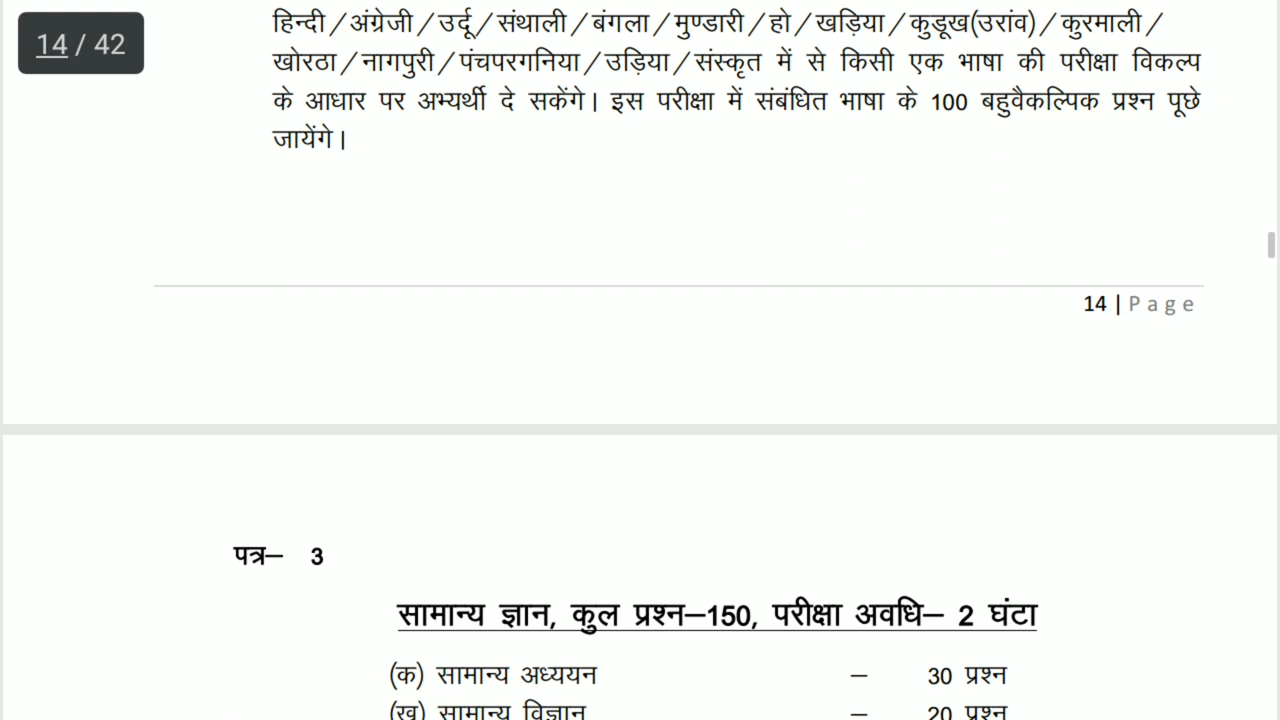 14 / 42
हिन्दी/अंग्रेजी/उर्दू/संथाली/बंगला/मुण्डारी/हो/खड़िया/कुडूख(उरांव)/कुरमाली/
खोरठा/नागपुरी/पंचपरगनिया/उड़िया/संस्कृत में से किसी एक भाषा की परीक्षा विकल्प
के आधार पर अभ्यर्थी दे सकेंगे। इस परीक्षा में संबंधित भाषा के 100 बहुवैकल्पिक प्रश्न पूछे
जायेंगे।
14 | Page
पत्र– 3
सामान्य ज्ञान, कुल प्रश्न–150, परीक्षा अवधि– 2 घंटा
(क) सामान्य अध्ययन – 30 प्रश्न
(ख) सामान्य विज्ञान – 20 प्रश्न